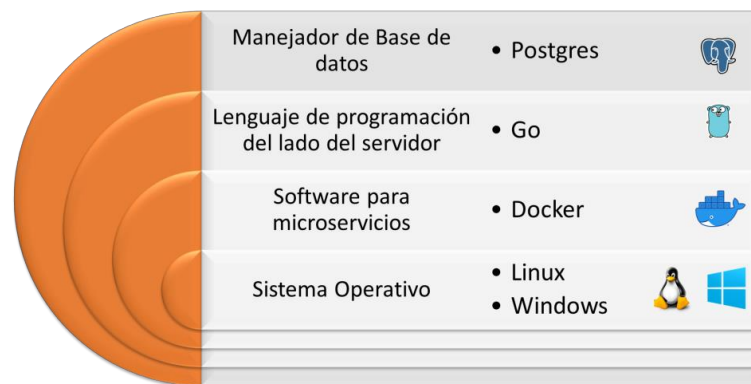 Manejador de Base de
datos
• Postgres
Lenguaje de programación
del lado del servidor
• Go
Software para
microservicios
• Docker
Sistema Operativo
• Linux
• Windows